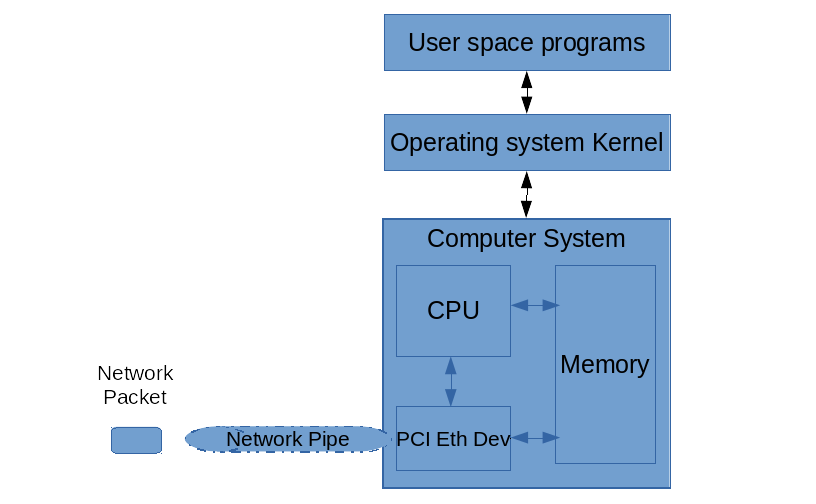 User space programs
Operating system Kernel
Computer System
CPU
Memory
Network
Packet
Network Pipe
PCI Eth Dev